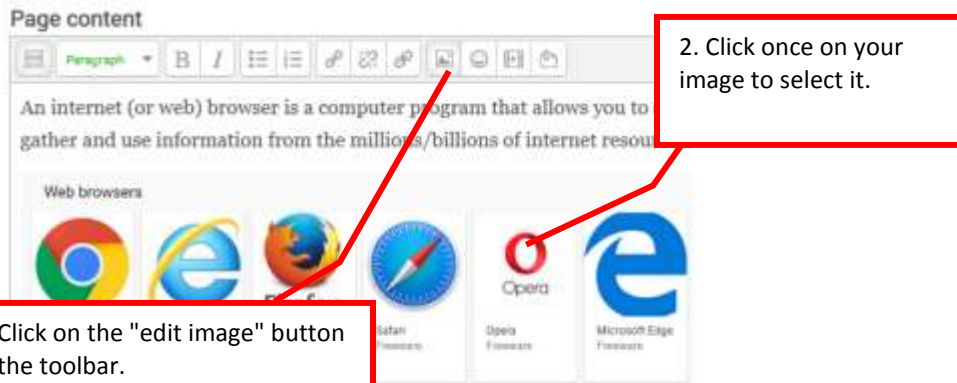 Page content
Paragraph
B I
2. Click once on your
image to select it.
An internet (or web) browser is a computer program that allows you to
gather and use information from the millions/billions of internet
Web browsers
Opera
Safari
Freeware
Opera
Freeware
Microsoft Edge
Freeware
Click on the "edit image" button
the toolbar.